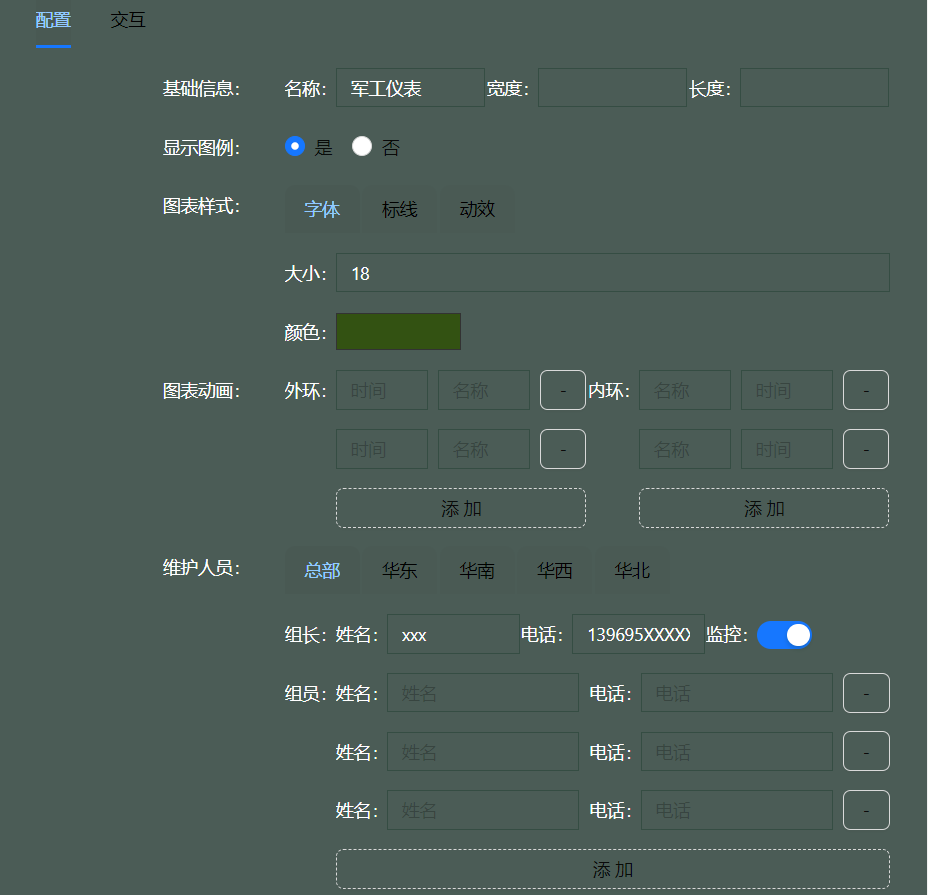 配置 交互
基础信息: 名称: 军工仪表 宽度: 长度:
显示图例: 是 否
图表样式: 字体 标线 动效
大小: 18
颜色:
图表动画: 外环: 时间 名称 - 内环: 名称 时间 -
时间 名称 - 名称 时间 -
添 加 添 加
维护人员: 总部 华东 华南 华西 华北
组长: 姓名: xxx 电话: 139695XXXX 监控:
组员: 姓名: 姓名 电话: 电话 -
姓名: 姓名 电话: 电话 -
姓名: 姓名 电话: 电话 -
添 加